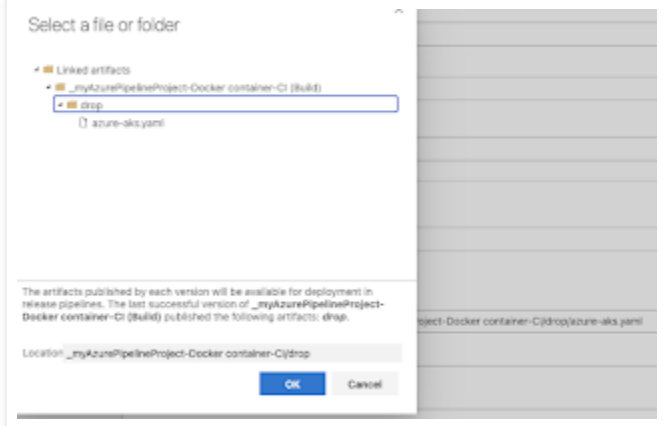 Select a file or folder
Linked artifacts
_myAzurePipelineProject-Docker container-CI (Build)
drop
azure-aks.yaml
The artifacts published by each version will be available for deployment in
release pipelines. The last successful version of _myAzurePipelineProject-
Docker container-CI (Build) published the following artifacts: drop.
oject-Docker container-CI/drop/azure-aks.yaml
Location _myAzurePipelineProject-Docker container-CI/drop
OK Cancel